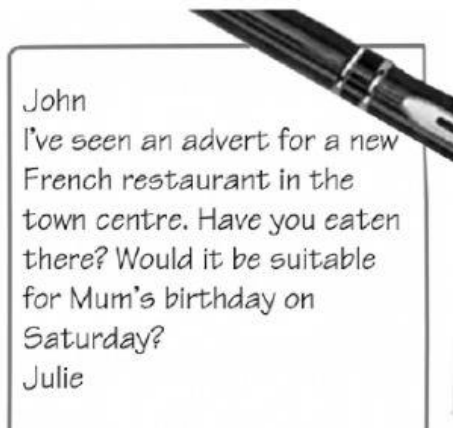 John
I've seen an advert for a new
French restaurant in the
town centre. Have you eaten
there? Would it be suitable
for Mum's birthday on
Saturday?
Julie